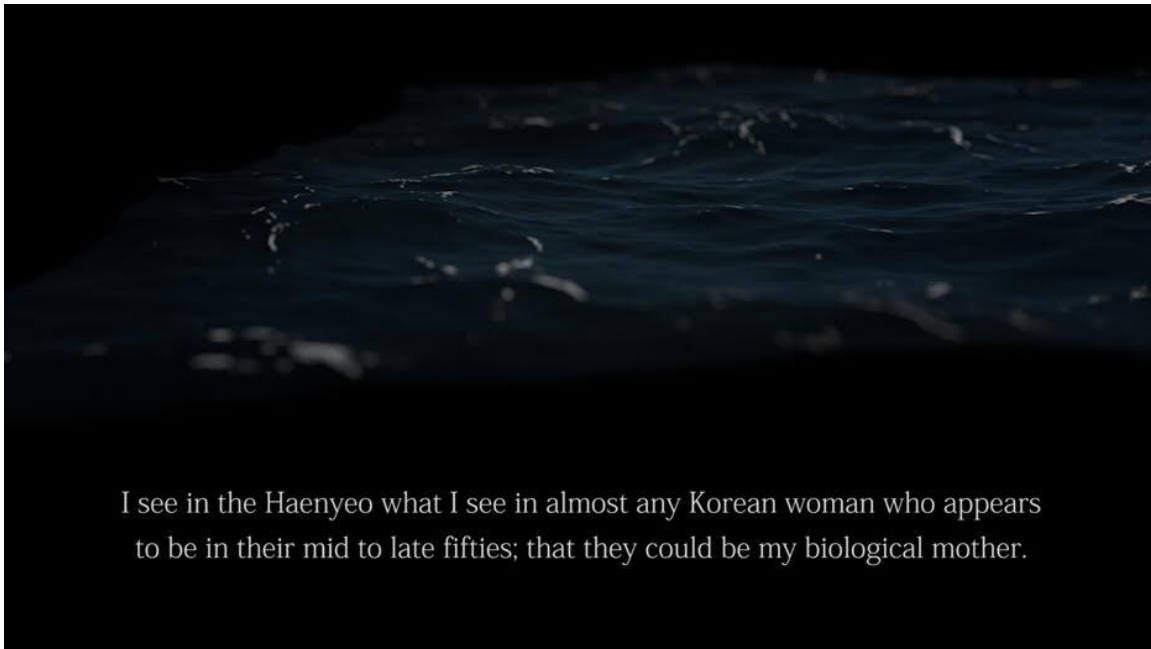 I see in the Haenyeo what I see in almost any Korean woman who appears
to be in their mid to late fifties; that they could be my biological mother.